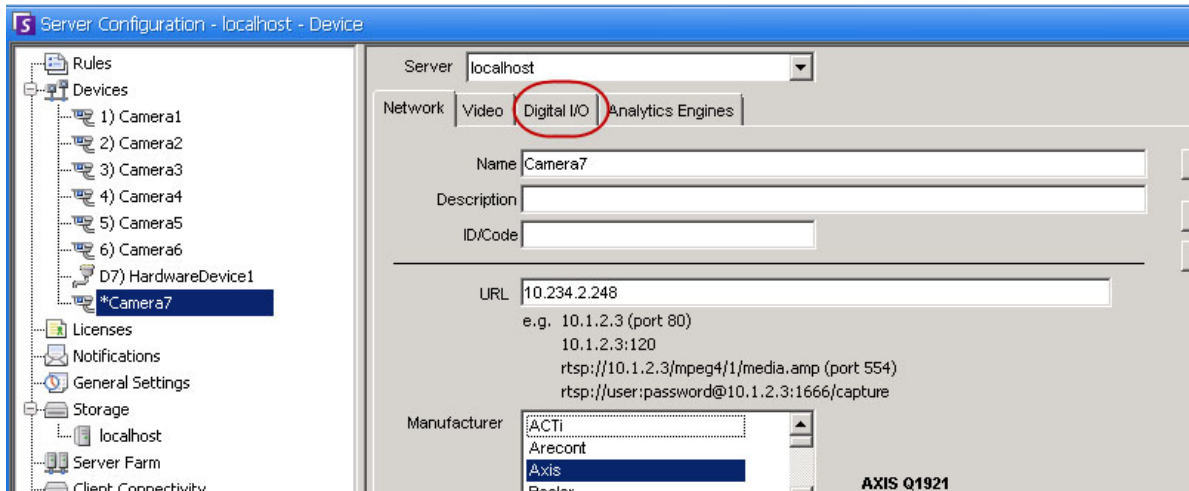 Server Configuration - localhost - Device
Rules
Devices
1) Camera1
2) Camera2
3) Camera3
4) Camera4
5) Camera5
6) Camera6
D7) HardwareDevice1
*Camera7
Licenses
Notifications
General Settings
Storage
localhost
Server Farm
Client Connectivity
Server localhost
Network Video Digital I/O Analytics Engines
Name Camera7
Description
ID/Code
URL 10.234.2.248
e.g. 10.1.2.3 (port 80)
10.1.2.3:120
rtsp://10.1.2.3/mpeg4/1/media.amp (port 554)
rtsp://user:password@10.1.2.3:1666/capture
Manufacturer ACTi
Arecont
Axis
AXIS Q1921